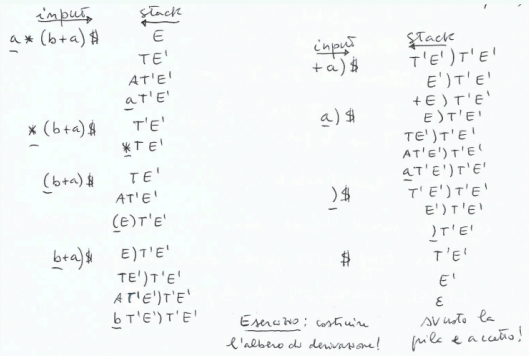 input stack
a * (b+a)$ E
TE'
AT'E'
aT'E'
* (b+a)$ T'E'
*TE'
(b+a)$ TE'
AT'E'
(E)T'E'
b+a)$ E)T'E'
TE')T'E'
AT'E')T'E'
bT'E')T'E'
input stack
+a)$ T'E')T'E'
E')T'E'
+E)T'E'
a)$ E)T'E'
TE')T'E'
AT'E')T'E'
aT'E')T'E'
)$ T'E')T'E'
E')T'E'
)T'E'
$ T'E'
E'
ε
svuoto la
pila e accetto!
Esercizio: costruire
l'albero di derivazione!